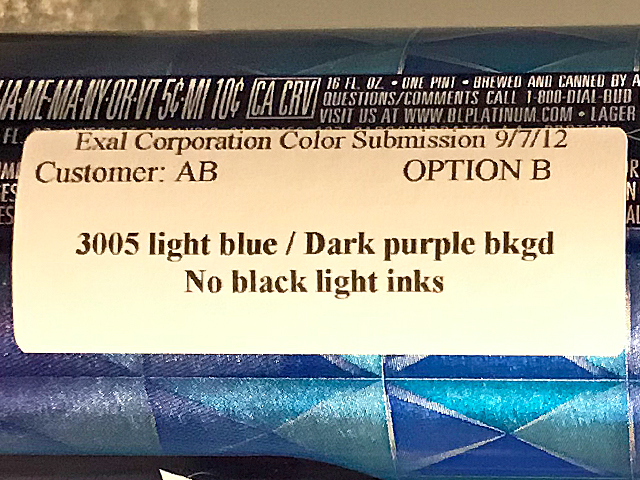 IA-ME-MA-NY-OR-VT 5¢ MI 10¢ CA CRV
16 FL. OZ. • ONE PINT • BREWED AND CANNED BY A
QUESTIONS/COMMENTS CALL 1-800-DIAL-BUD
VISIT US AT WWW.BLPLATINUM.COM • LAGER
FL.
Exal Corporation Color Submission 9/7/12
Customer: AB OPTION B
3005 light blue / Dark purple bkgd
No black light inks